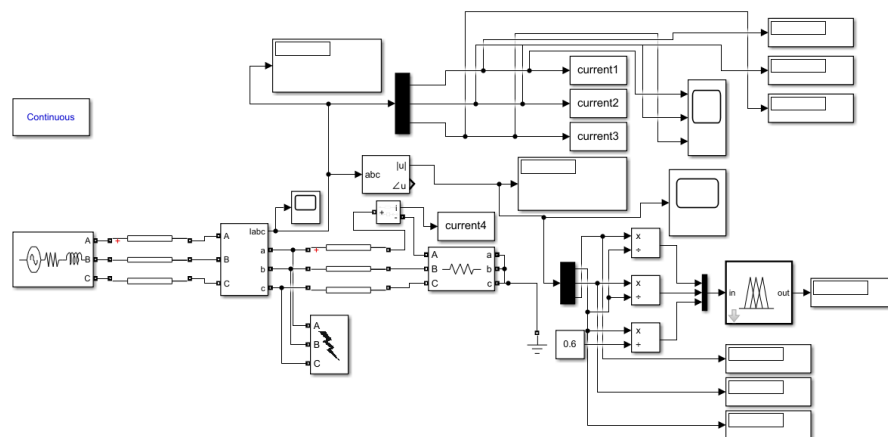 Continuous
current1
current2
current3
abc
|u|
∠u
+
i
-
current4
A
B
C
+
A
B
C
Iabc
a
b
c
+
A
B
C
a
b
c
A
B
C
x
÷
x
÷
x
÷
0.6
in
out